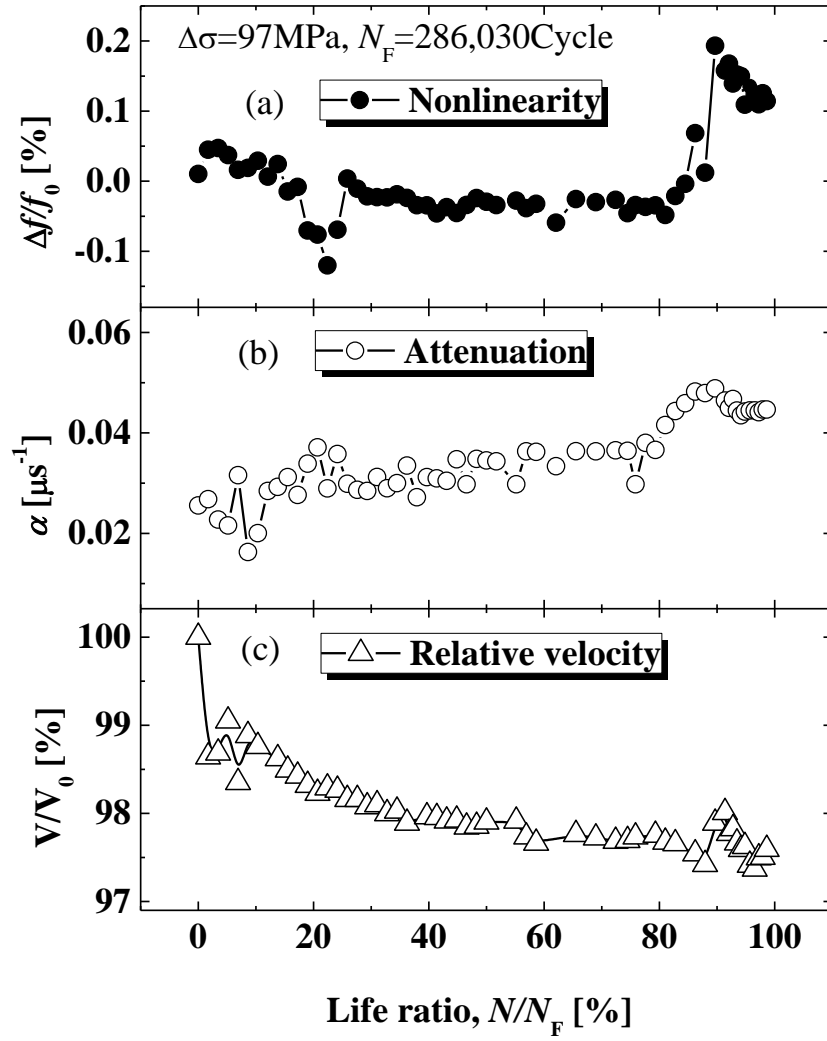 Δσ=97MPa, N_F=286,030Cycle
(a)
Nonlinearity
0.2
0.1
0.0
-0.1
Δf/f_0 [%]
(b)
Attenuation
0.06
0.04
0.02
α [μs⁻¹]
(c)
Relative velocity
100
99
98
97
V/V_0 [%]
0 20 40 60 80 100
Life ratio, N/N_F [%]